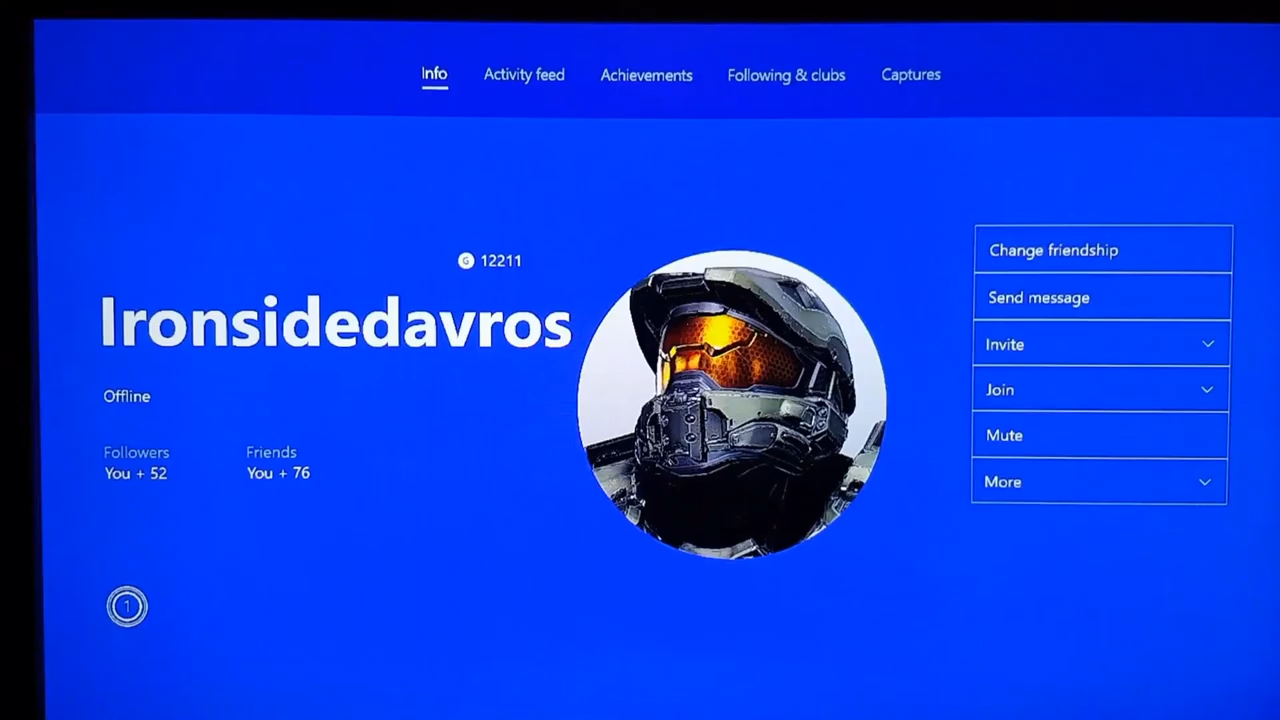 Info Activity feed Achievements Following & clubs Captures
G 12211
Ironsidedavros
Offline
Followers Friends
You + 52 You + 76
1
Change friendship
Send message
Invite
Join
Mute
More